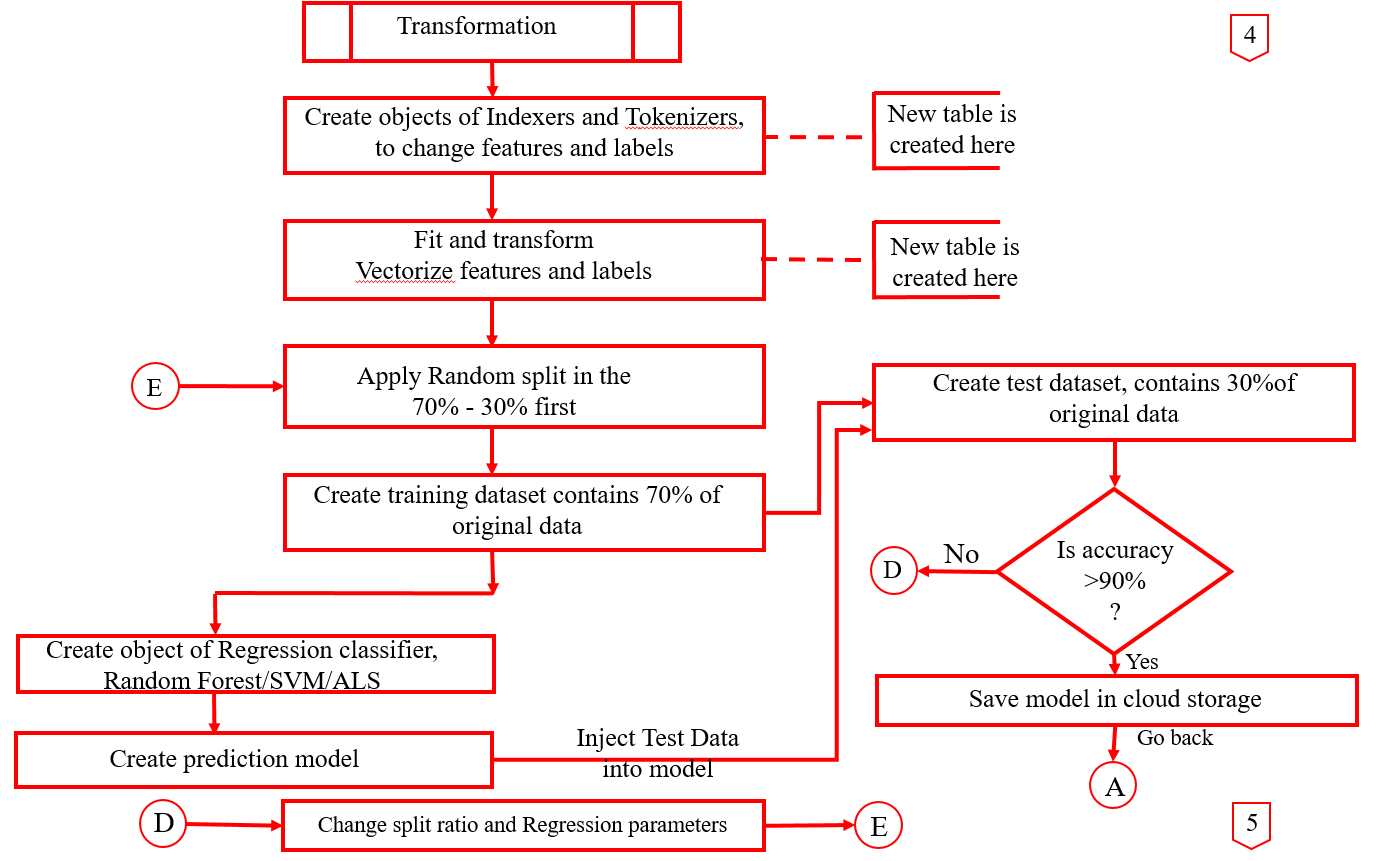 Transformation
4
Create objects of Indexers and Tokenizers,
to change features and labels
New table is
created here
Fit and transform
Vectorize features and labels
New table is
created here
E
Apply Random split in the
70% - 30% first
Create test dataset, contains 30%of
original data
Create training dataset contains 70% of
original data
D
No
Is accuracy
>90%
?
Yes
Create object of Regression classifier,
Random Forest/SVM/ALS
Save model in cloud storage
Create prediction model
Inject Test Data
into model
Go back
A
D
Change split ratio and Regression parameters
E
5